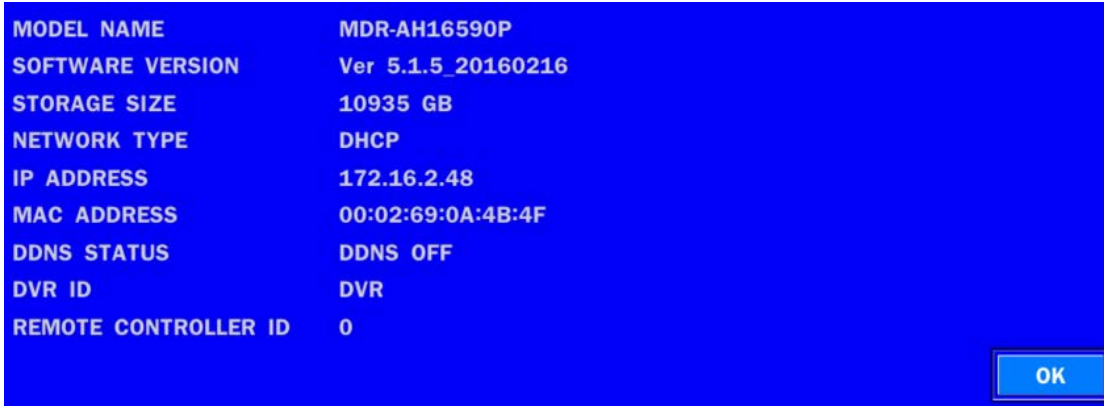 MODEL NAME MDR-AH16590P
SOFTWARE VERSION Ver 5.1.5_20160216
STORAGE SIZE 10935 GB
NETWORK TYPE DHCP
IP ADDRESS 172.16.2.48
MAC ADDRESS 00:02:69:0A:4B:4F
DDNS STATUS DDNS OFF
DVR ID DVR
REMOTE CONTROLLER ID 0
OK